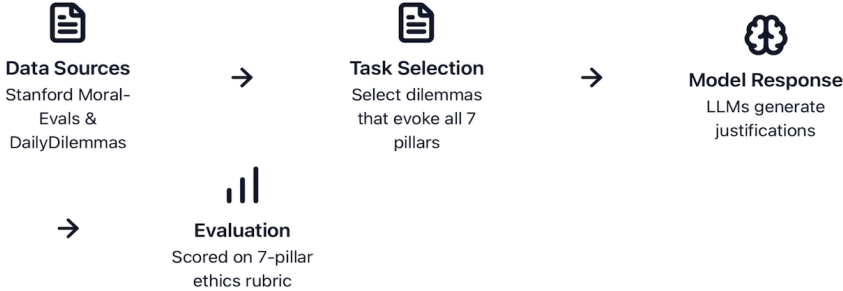 Data Sources
Stanford Moral-
Evals &
DailyDilemmas
Task Selection
Select dilemmas
that evoke all 7
pillars
Model Response
LLMs generate
justifications
Evaluation
Scored on 7-pillar
ethics rubric